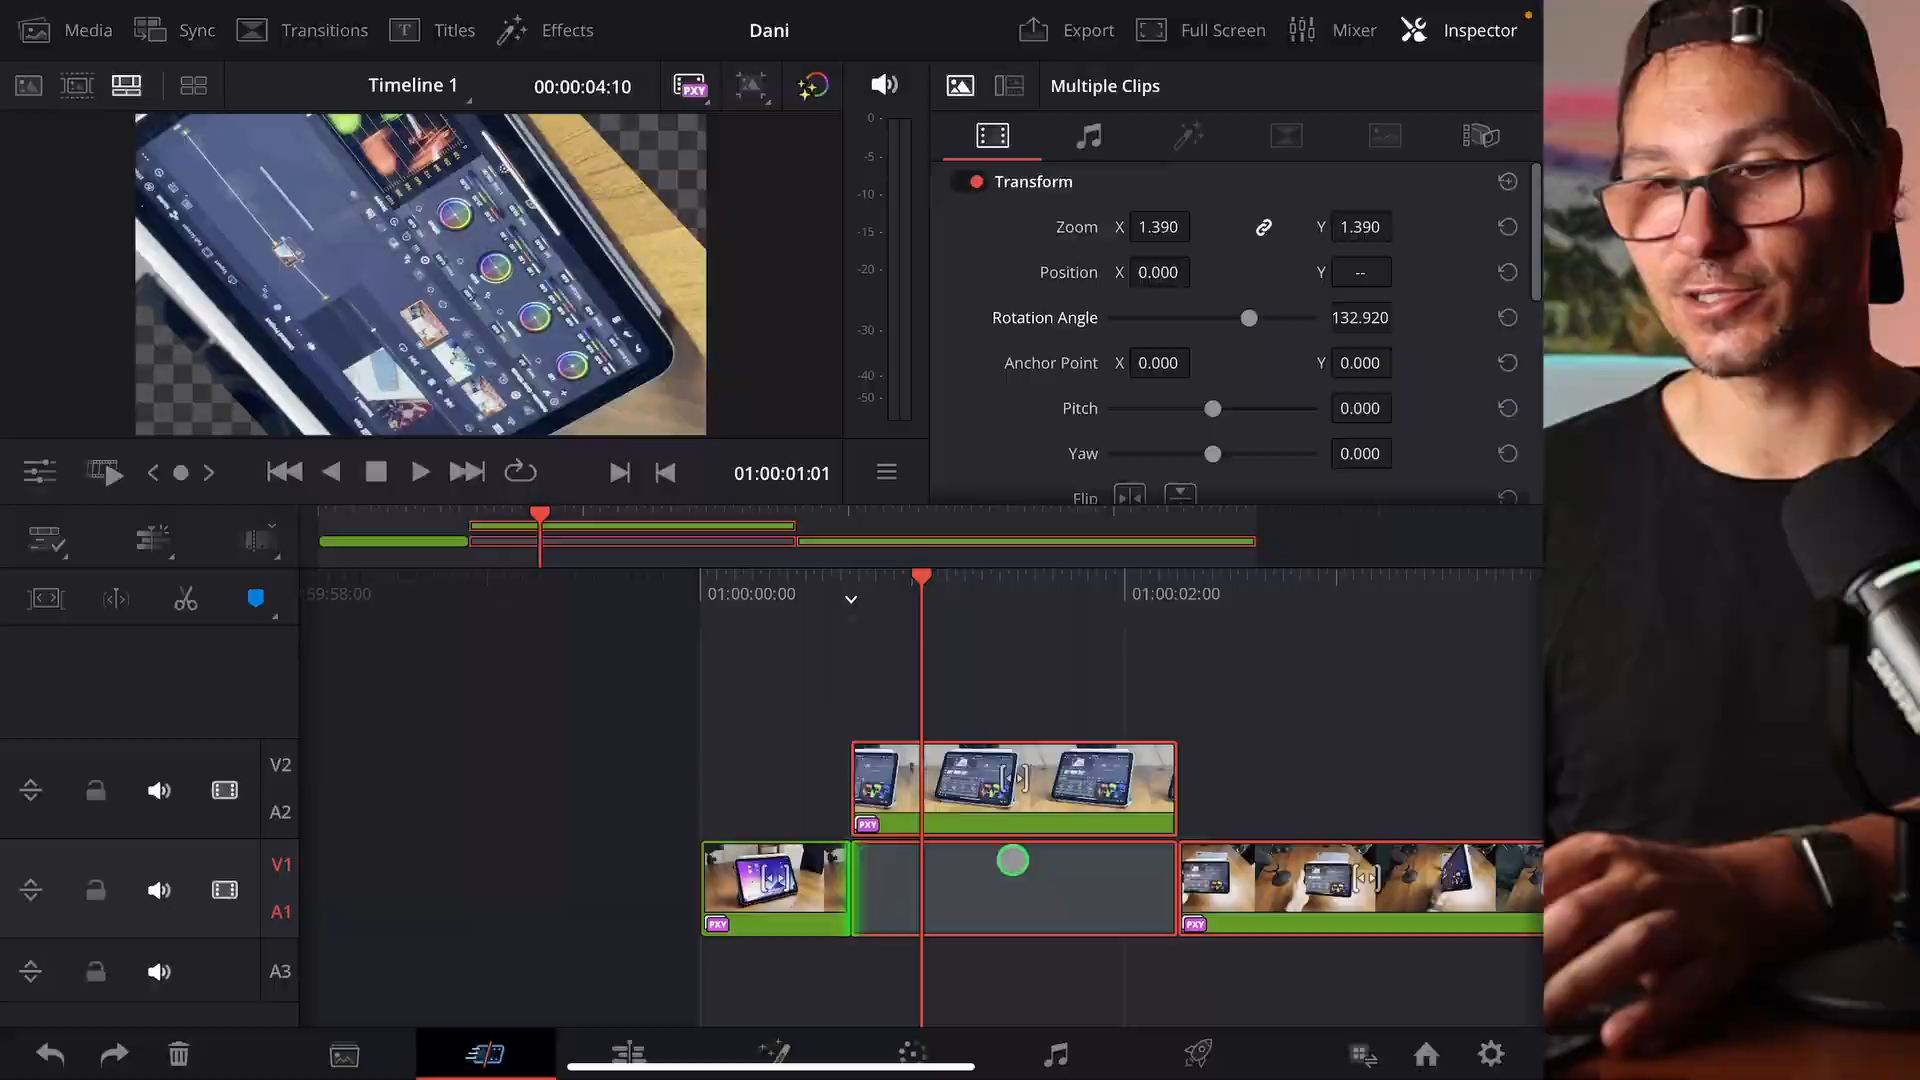 Media Sync Transitions Titles Effects Dani Export Full Screen Mixer Inspector
Timeline 1 00:00:04:10 PXY Multiple Clips
0
-5
-10
-15
-20
-30
-40
-50
Transform
Zoom X 1.390 Y 1.390
Position X 0.000 Y --
Rotation Angle 132.920
Anchor Point X 0.000 Y 0.000
Pitch 0.000
Yaw 0.000
Flip
01:00:01:01
59:58:00 01:00:00:00 01:00:02:00
V2
A2
PXY
V1
A1
PXY PXY
A3